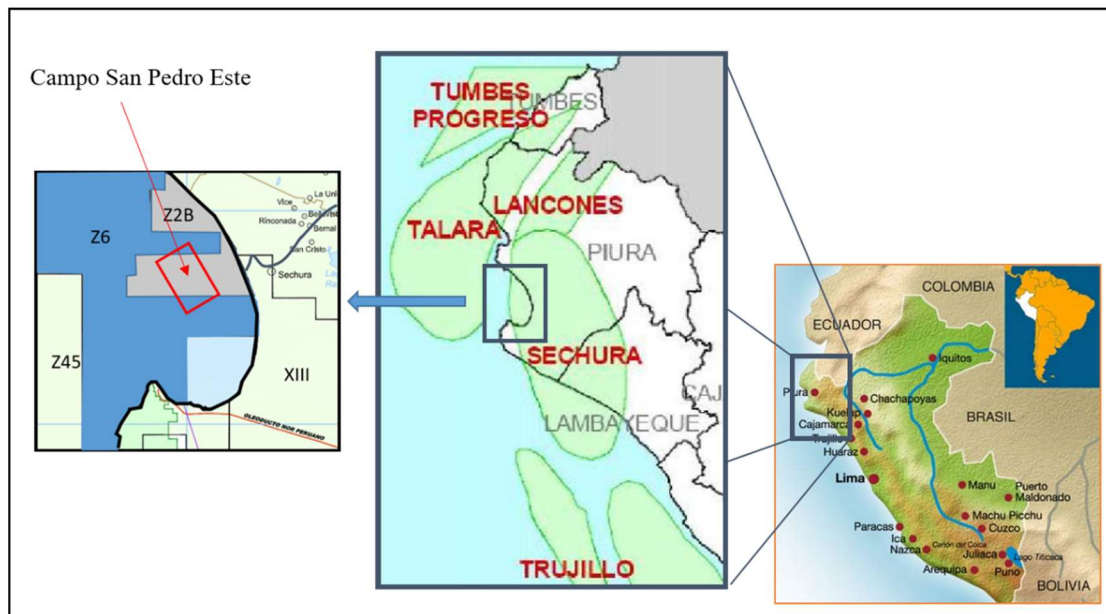 Campo San Pedro Este
Z2B
Z6
Z45
XIII
Vice
La Uni
Rinconada
Bellavist
Bernal
San Cristo
Sechura
OLEODUCTO NOR PERUANO
TUMBES
PROGRESO
TUMBES
LANCONES
TALARA
PIURA
SECHURA
CAJ
LAMBAYEQUE
TRUJILLO
COLOMBIA
ECUADOR
Iquitos
Piura
Chachapoyas
Kuelap
Cajamarca
Trujillo
Huaraz
BRASIL
Lima
Manu
Puerto
Maldonado
Machu Picchu
Cuzco
Paracas
Ica
Nazca
Cañón del Colca
Lago Titicaca
Juliaca
Puno
Arequipa
BOLIVIA